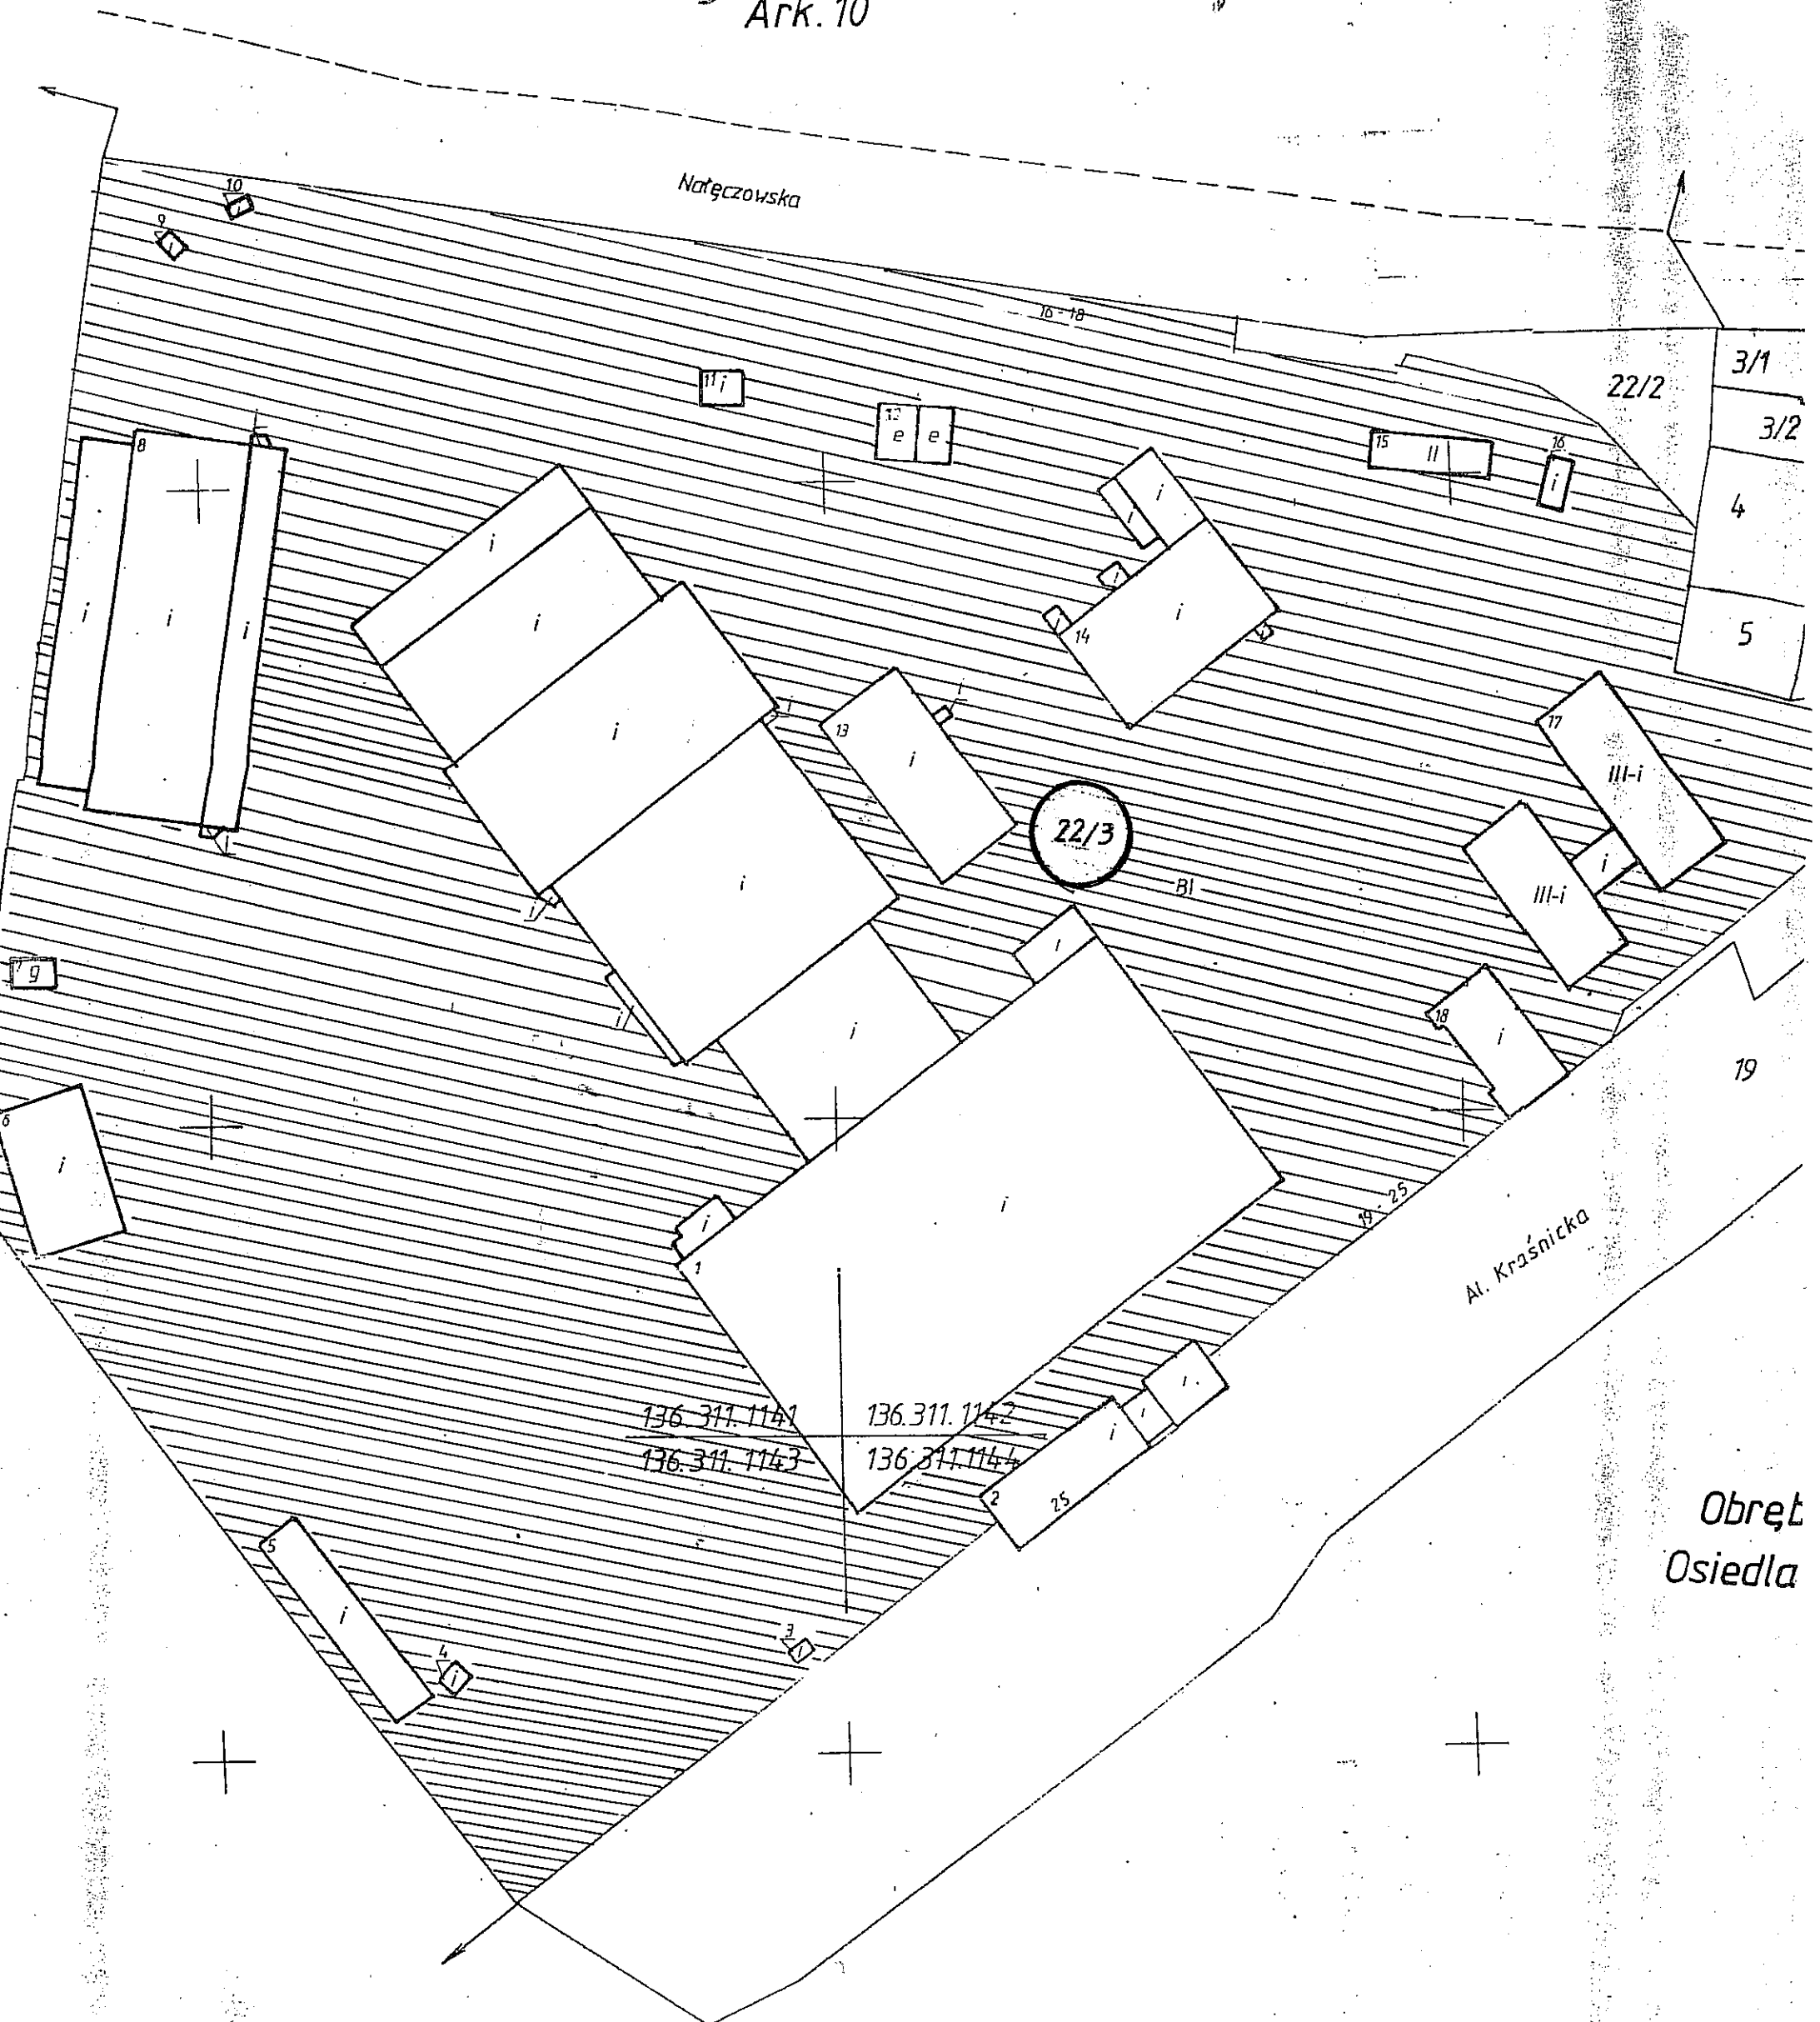 Ark. 10
Nałęczowska
10
9
16-18
3/1
22/2
3/2
11 i
12
e e
15 II
16
i
4
8
i
i
i
i
i
i
i
i
14
i
5
13
i
17
III-i
22/3
BI
III-i
i
i
i
7 g
i
i
18
i
19
6
i
i
i
1
19-25
Al. Kraśnicka
136.311.1141 136.311.1142
136.311.1143 136.311.1144
i
i
i
2
25
Obręb
Osiedla
5
i
4
i
3
i